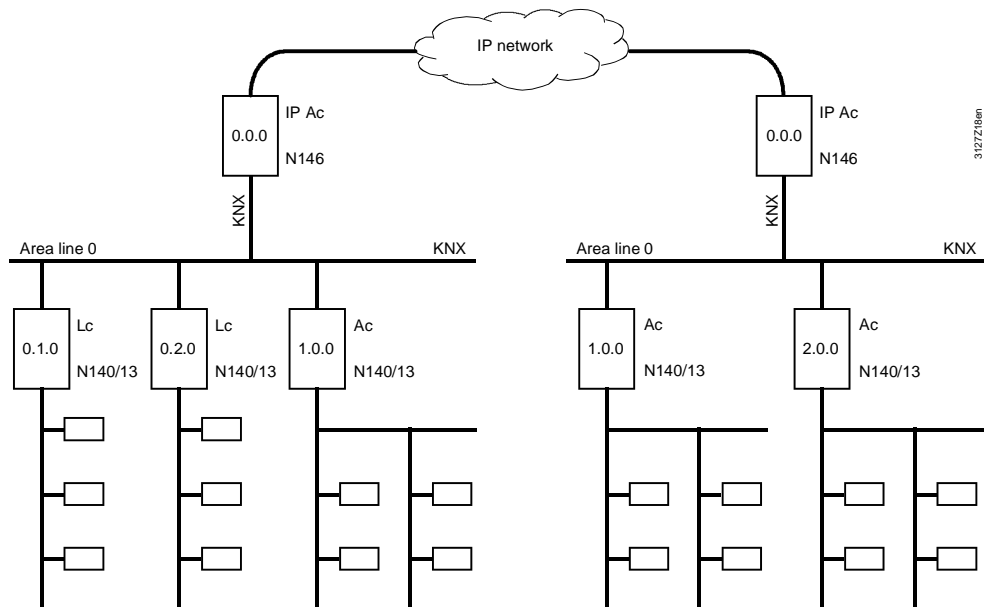 IP network
IP Ac
0.0.0
N146
KNX
IP Ac
0.0.0
N146
KNX
3127Z18en
Area line 0
KNX
Area line 0
KNX
Lc
0.1.0
N140/13
Lc
0.2.0
N140/13
Ac
1.0.0
N140/13
Ac
1.0.0
N140/13
Ac
2.0.0
N140/13